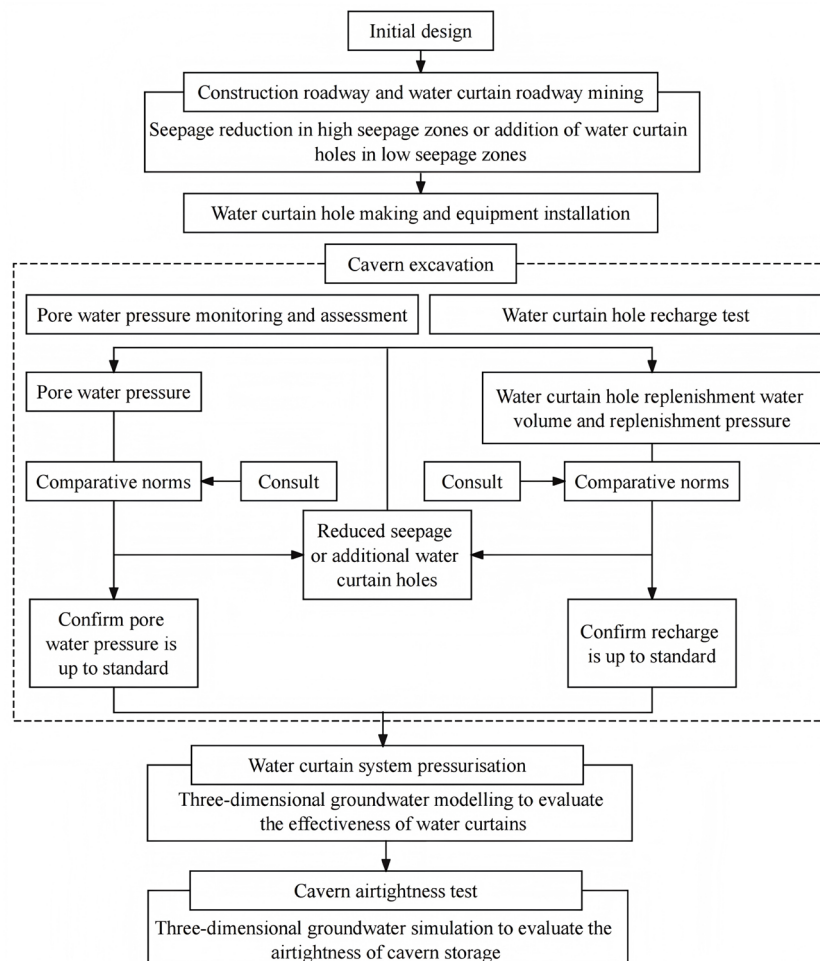 Initial design
Construction roadway and water curtain roadway mining
Seepage reduction in high seepage zones or addition of water curtain
holes in low seepage zones
Water curtain hole making and equipment installation
Cavern excavation
Pore water pressure monitoring and assessment
Water curtain hole recharge test
Pore water pressure
Water curtain hole replenishment water
volume and replenishment pressure
Comparative norms
Consult
Consult
Comparative norms
Reduced seepage
or additional water
curtain holes
Confirm pore
water pressure is
up to standard
Confirm recharge
is up to standard
Water curtain system pressurisation
Three-dimensional groundwater modelling to evaluate
the effectiveness of water curtains
Cavern airtightness test
Three-dimensional groundwater simulation to evaluate the
airtightness of cavern storage